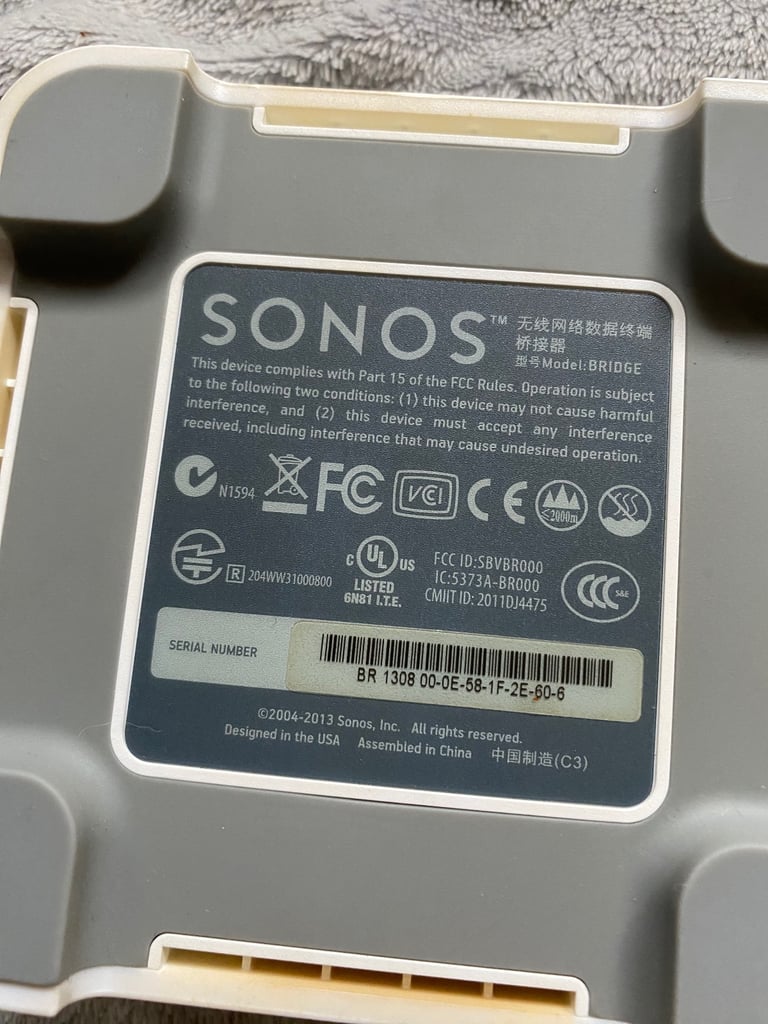 SONOS™ 无线网络数据终端
桥接器
型号Model:BRIDGE
This device complies with Part 15 of the FCC Rules. Operation is subject
to the following two conditions: (1) this device may not cause harmful
interference, and (2) this device must accept any interference
received, including interference that may cause undesired operation.
N1594 FC VCI CE ≤2000m
R 204WW31000800
C UL US
LISTED
6N81 I.T.E.
FCC ID:SBVBR000
IC:5373A-BR000
CMIIT ID: 2011DJ4475
CCC S&E
SERIAL NUMBER
BR 1308 00-0E-58-1F-2E-60-6
©2004-2013 Sonos, Inc. All rights reserved.
Designed in the USA Assembled in China 中国制造(C3)